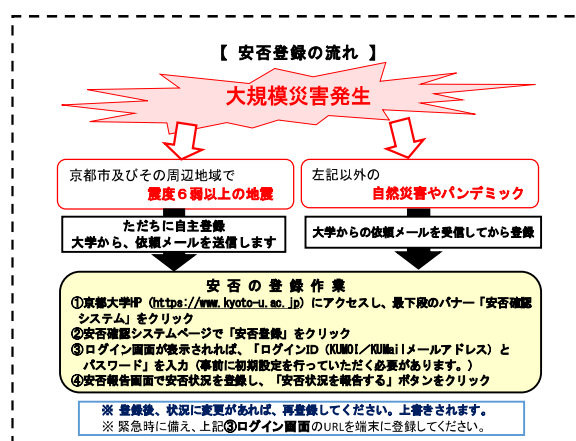 【 安否登録の流れ 】
大規模災害発生
京都市及びその周辺地域で
震度６弱以上の地震
左記以外の
自然災害やパンデミック
ただちに自主登録
大学から、依頼メールを送信します
大学からの依頼メールを受信してから登録
安 否 の 登 録 作 業
①京都大学HP（https://www.kyoto-u.ac.jp）にアクセスし、最下段のバナー「安否確認
システム」をクリック
②安否確認システムページで「安否登録」をクリック
③ログイン画面が表示されれば、「ログインID（KUMOI／KUMailメールアドレス）と
パスワード」を入力（事前に初期設定を行っていただく必要があります。）
④安否報告画面で安否状況を登録し、「安否状況を報告する」ボタンをクリック
※ 登録後、状況に変更があれば、再登録してください。上書きされます。
※ 緊急時に備え、上記③ログイン画面のURLを端末に登録してください。